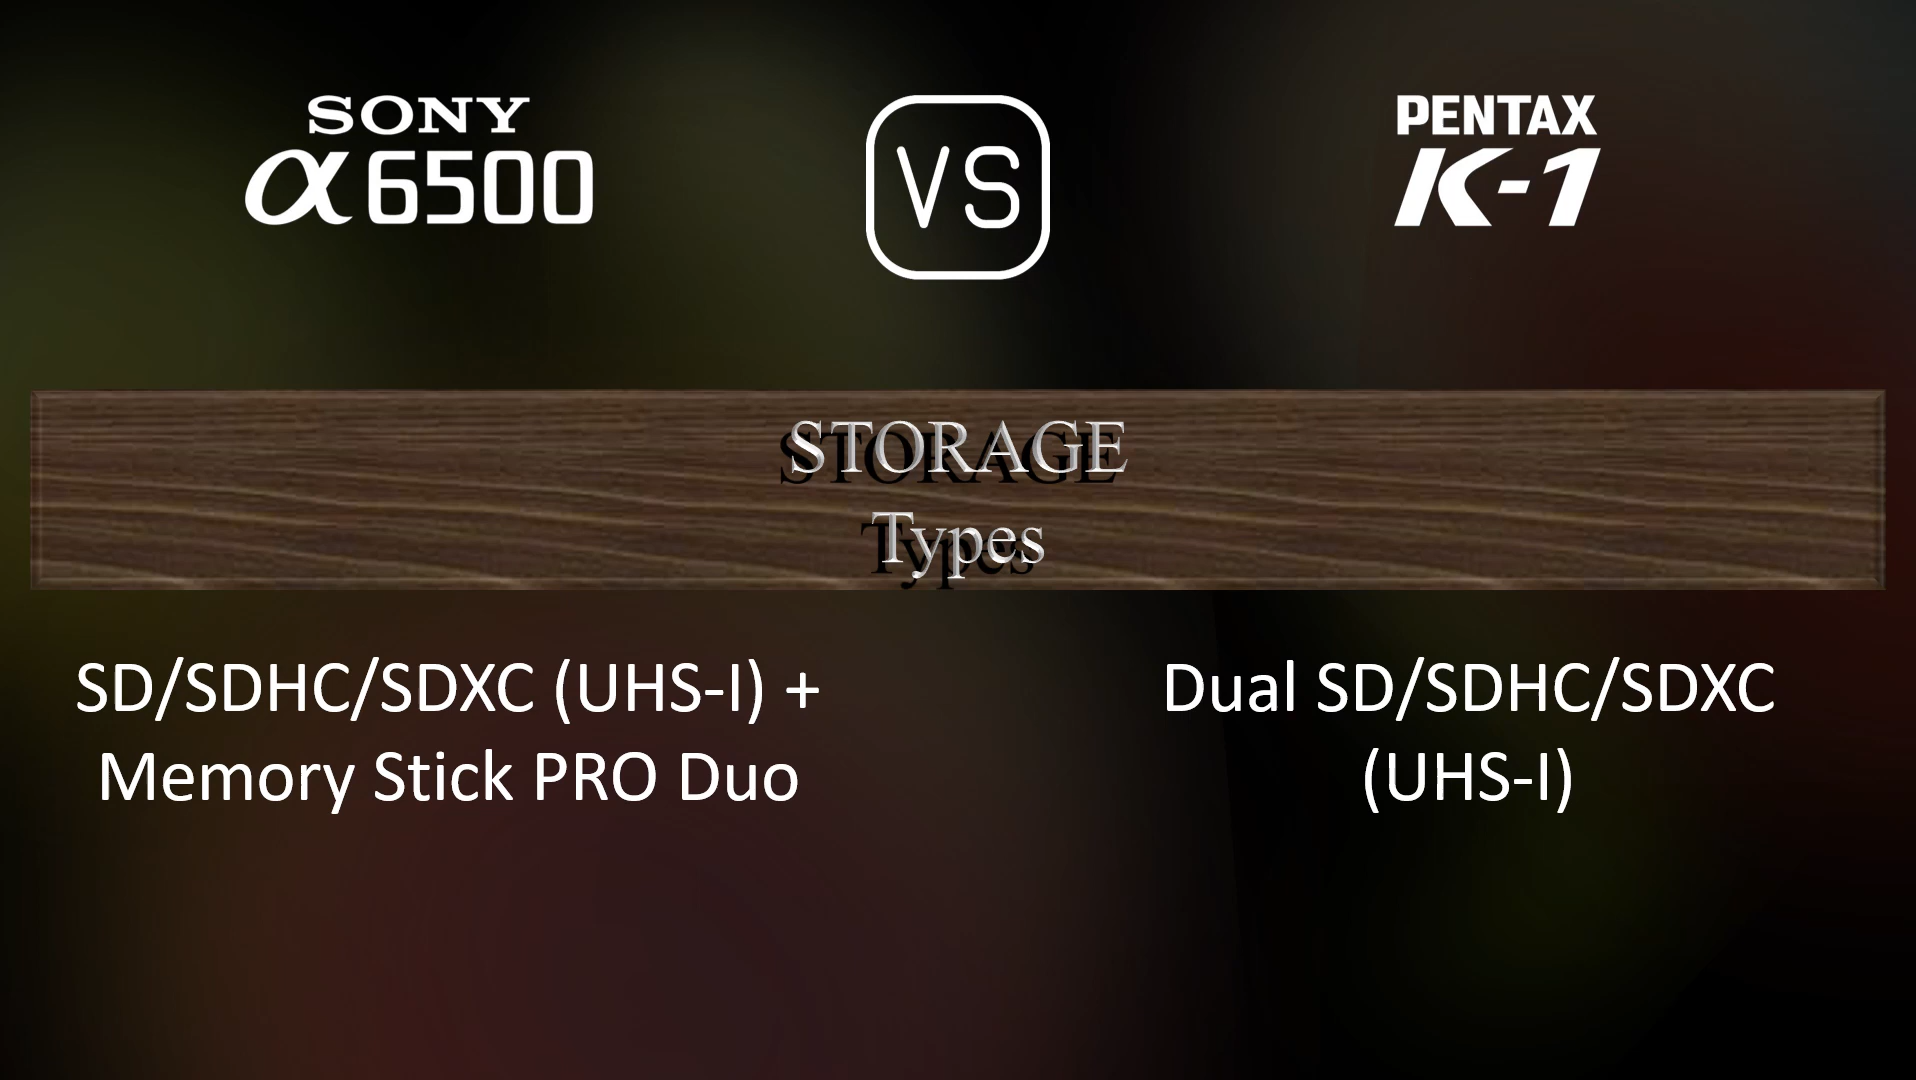 SONY
α6500
VS
PENTAX
K-1
STORAGE
Types
SD/SDHC/SDXC (UHS-I) +
Memory Stick PRO Duo
Dual SD/SDHC/SDXC
(UHS-I)